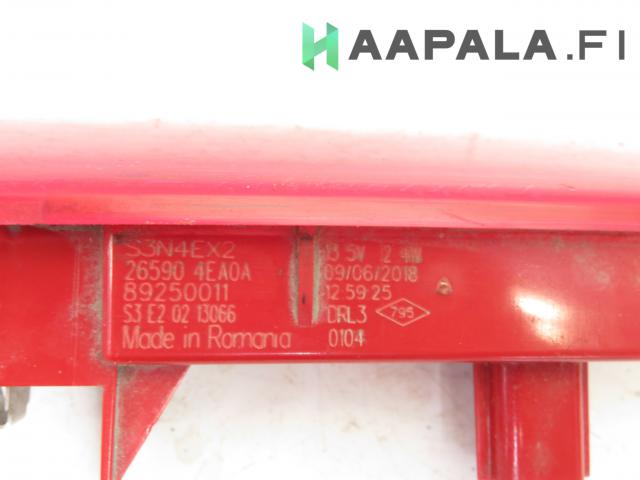 HAAPALA.FI
S3N4EX2
26590 4EA0A
89250011
S3 E2 02 13066
Made in Romania
13 5V 12 4W
09/06/2018
12 59 25
DRL3 795
0104